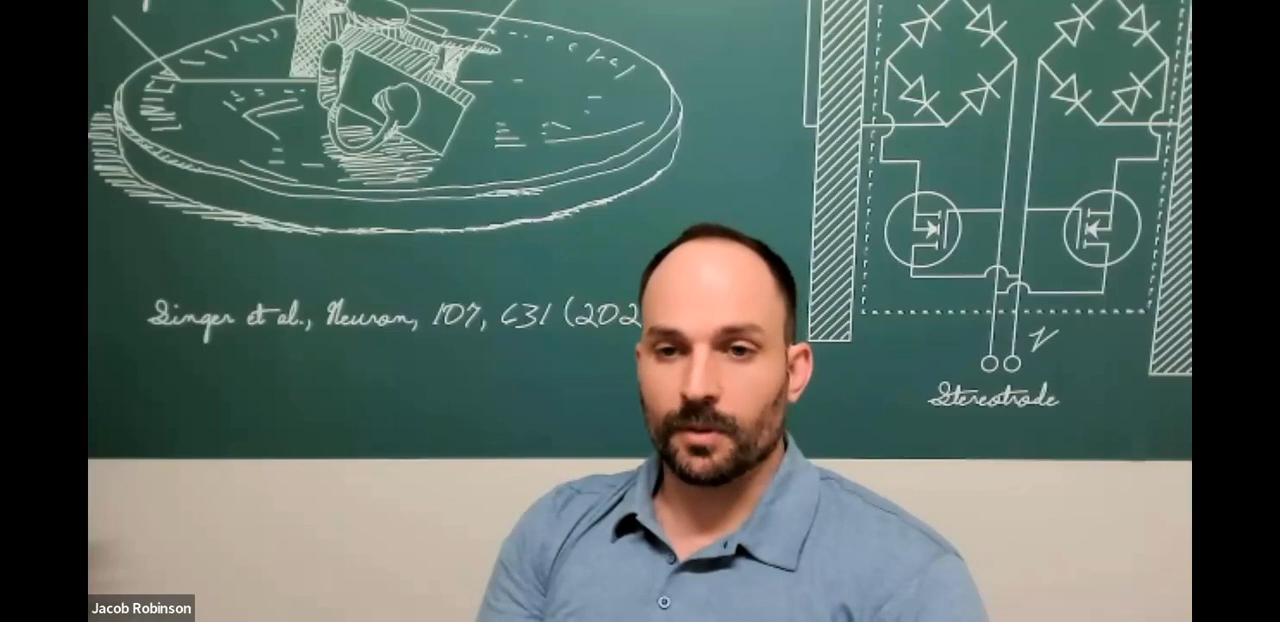 Singer et al., Neuron, 107, 631 (202
N
Stereotrode
Jacob Robinson